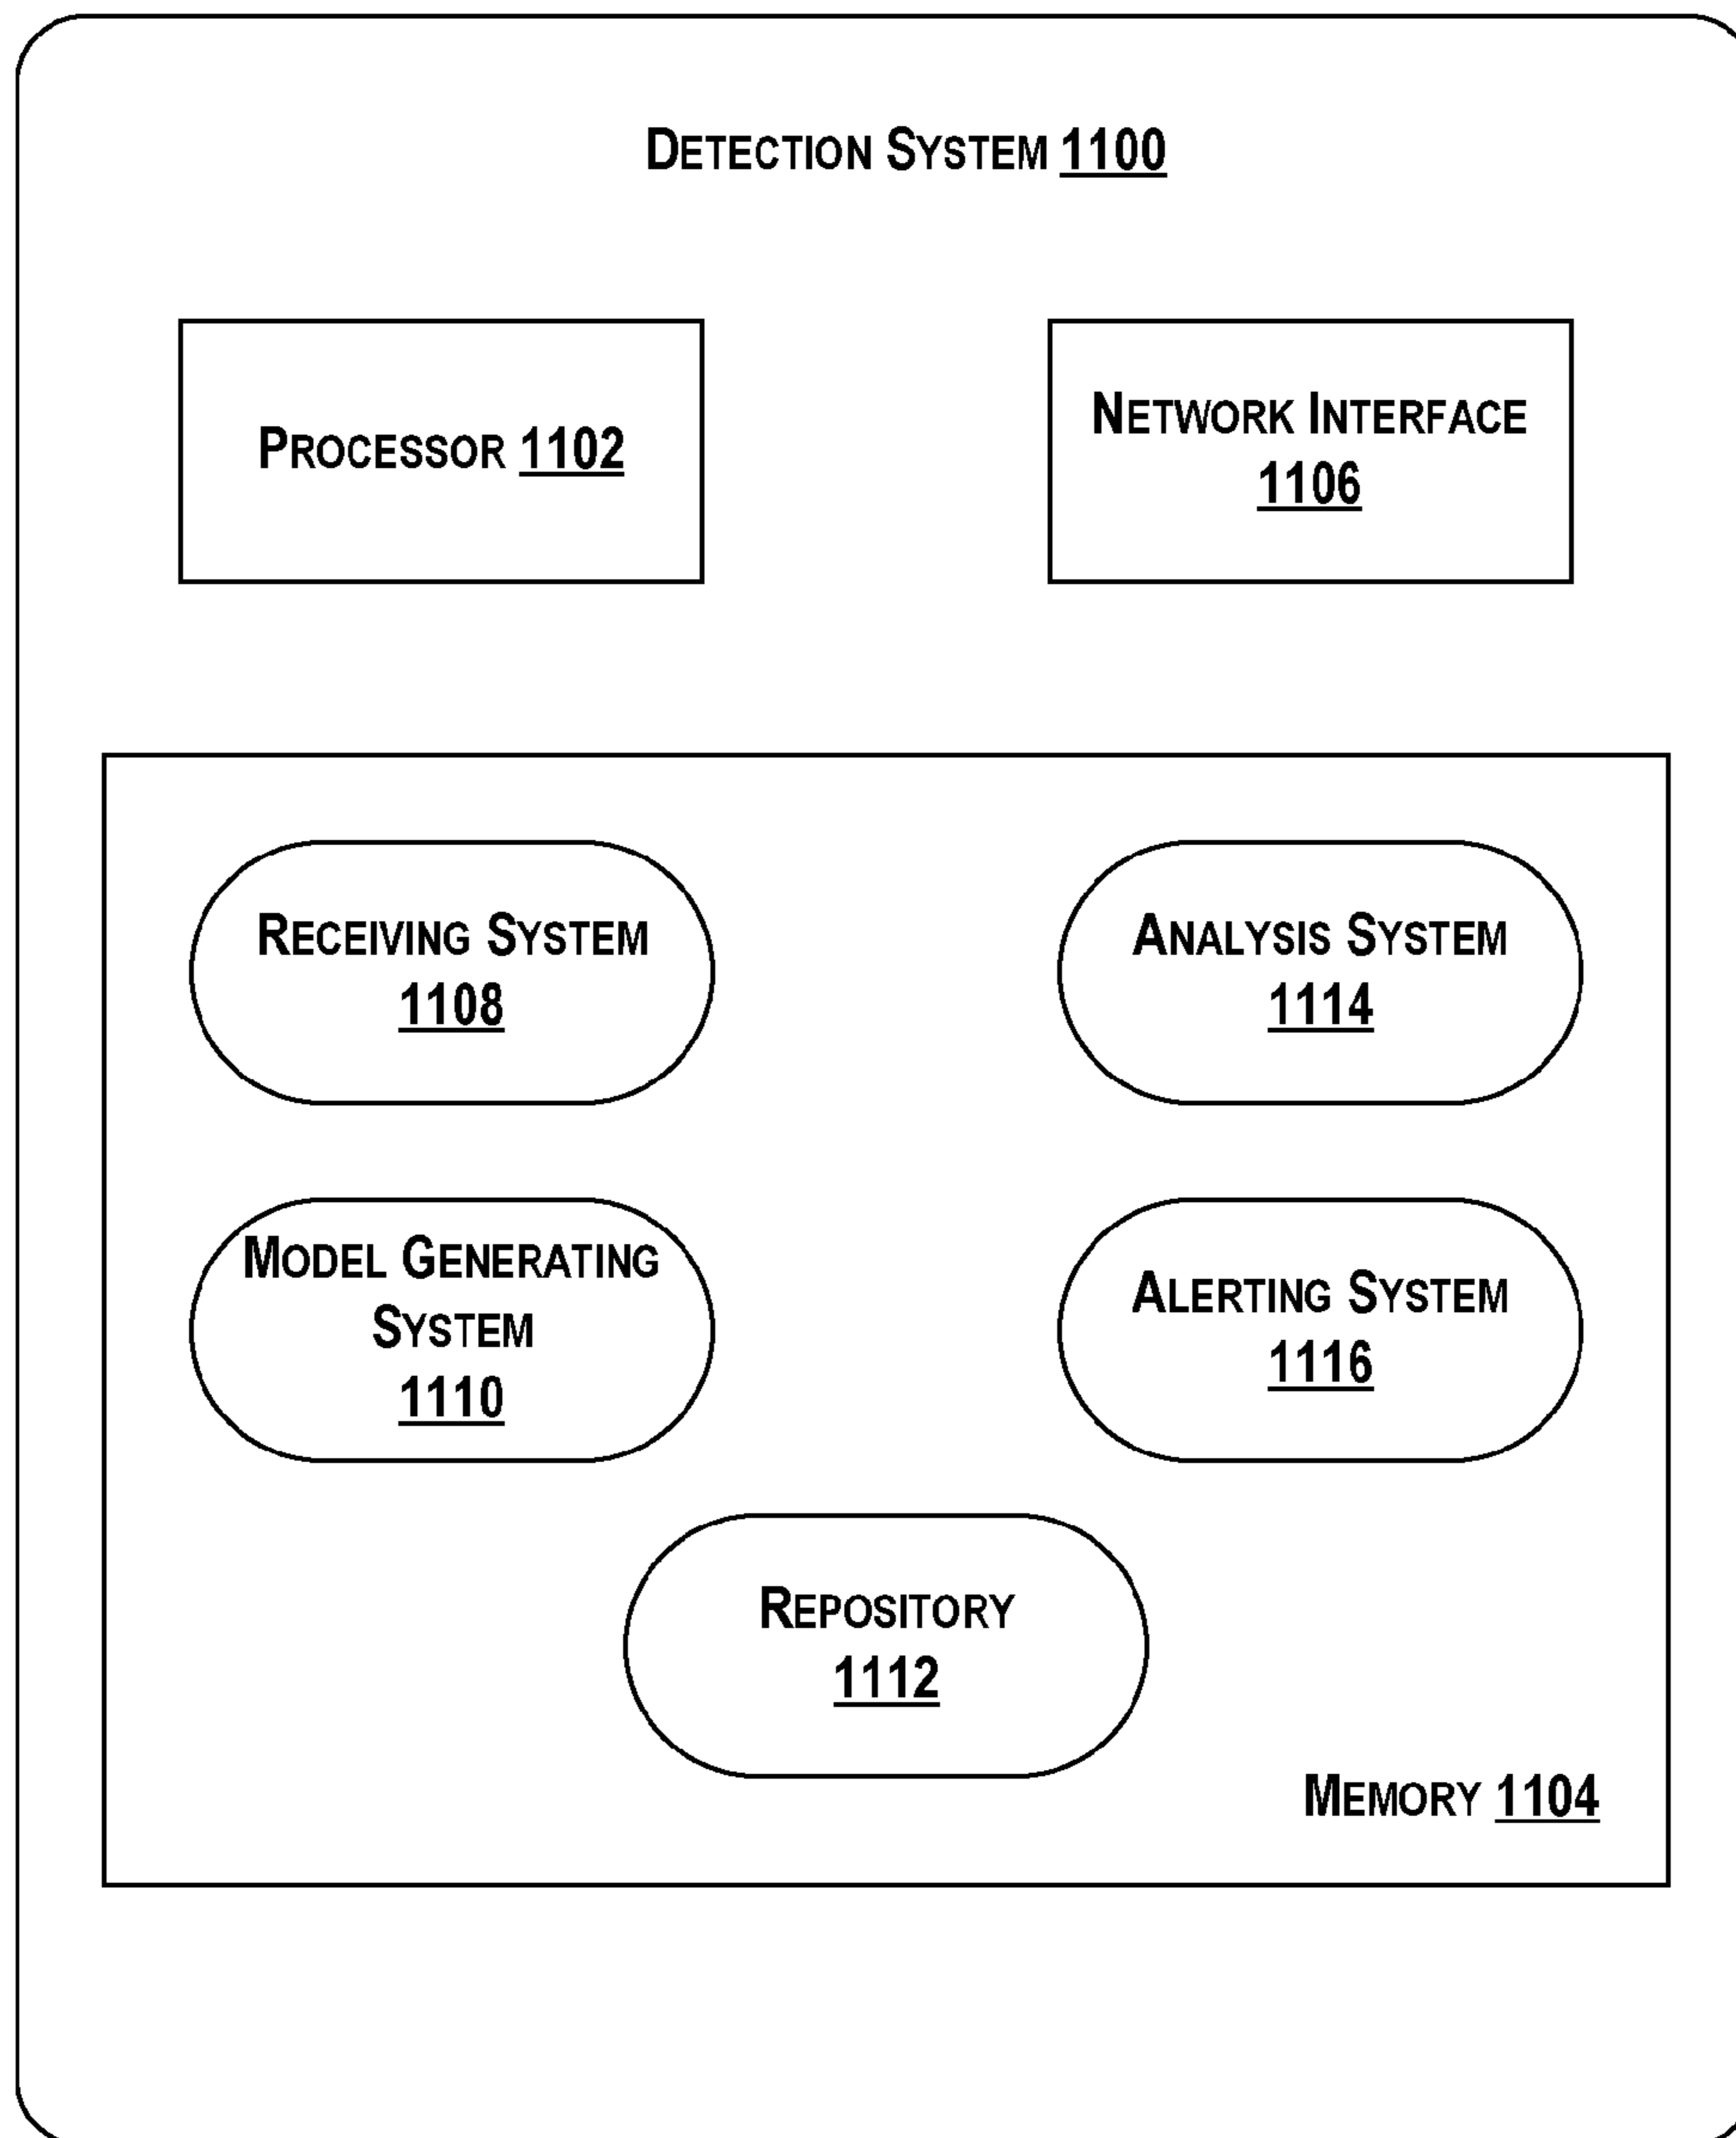 DETECTION SYSTEM 1100
PROCESSOR 1102
NETWORK INTERFACE
1106
RECEIVING SYSTEM
1108
ANALYSIS SYSTEM
1114
MODEL GENERATING
SYSTEM
1110
ALERTING SYSTEM
1116
REPOSITORY
1112
MEMORY 1104